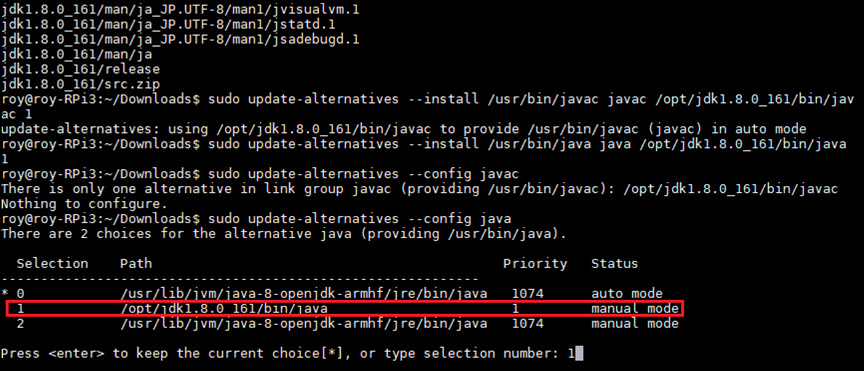 jdk1.8.0_161/man/ja_JP.UTF-8/man1/jvisualvm.1
jdk1.8.0_161/man/ja_JP.UTF-8/man1/jstatd.1
jdk1.8.0_161/man/ja_JP.UTF-8/man1/jsadebugd.1
jdk1.8.0_161/man/ja
jdk1.8.0_161/release
jdk1.8.0_161/src.zip
roy@roy-RPi3:~/Downloads$ sudo update-alternatives --install /usr/bin/javac javac /opt/jdk1.8.0_161/bin/jav
ac 1
update-alternatives: using /opt/jdk1.8.0_161/bin/javac to provide /usr/bin/javac (javac) in auto mode
roy@roy-RPi3:~/Downloads$ sudo update-alternatives --install /usr/bin/java java /opt/jdk1.8.0_161/bin/java
1
roy@roy-RPi3:~/Downloads$ sudo update-alternatives --config javac
There is only one alternative in link group javac (providing /usr/bin/javac): /opt/jdk1.8.0_161/bin/javac
Nothing to configure.
roy@roy-RPi3:~/Downloads$ sudo update-alternatives --config java
There are 2 choices for the alternative java (providing /usr/bin/java).
  Selection    Path                                            Priority   Status
------------------------------------------------------------
* 0            /usr/lib/jvm/java-8-openjdk-armhf/jre/bin/java   1074      auto mode
  1            /opt/jdk1.8.0_161/bin/java                       1         manual mode
  2            /usr/lib/jvm/java-8-openjdk-armhf/jre/bin/java   1074      manual mode
Press <enter> to keep the current choice[*], or type selection number: 1